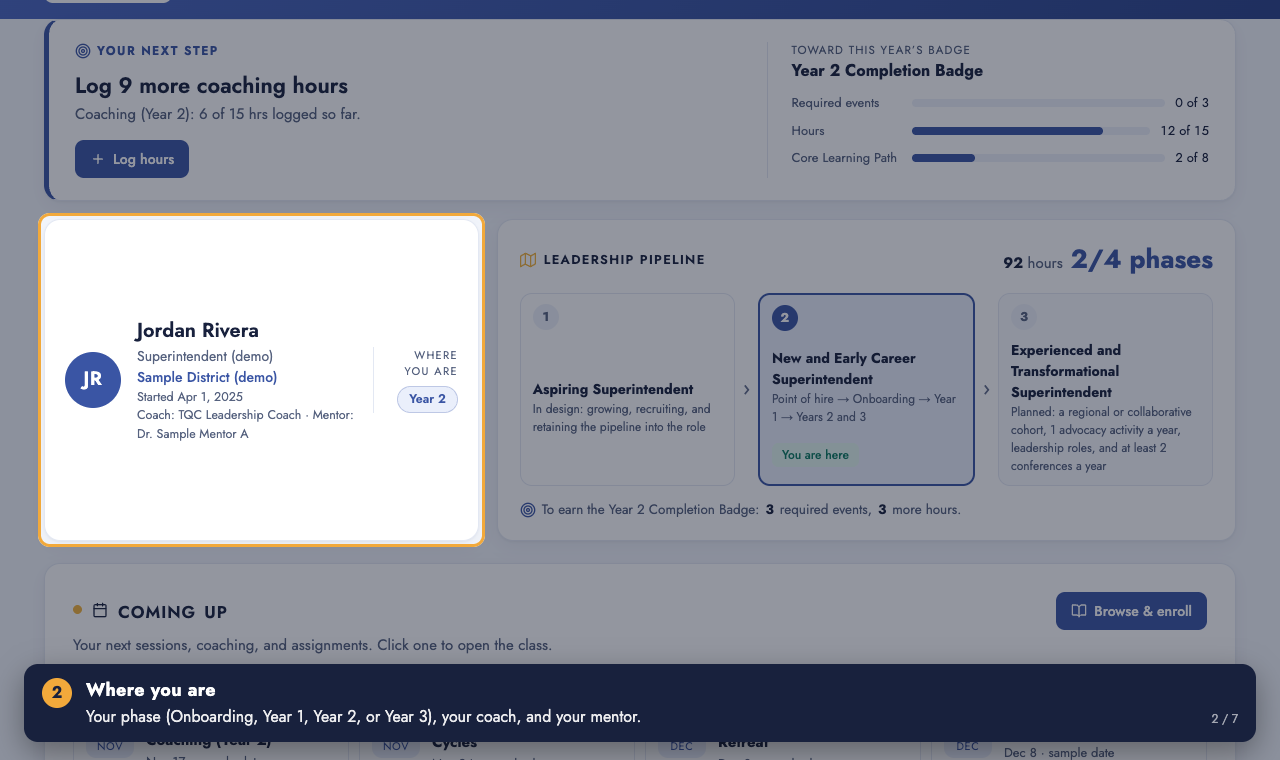 YOUR NEXT STEP
Log 9 more coaching hours
Coaching (Year 2): 6 of 15 hrs logged so far.
+ Log hours
TOWARD THIS YEAR'S BADGE
Year 2 Completion Badge
Required events 0 of 3
Hours 12 of 15
Core Learning Path 2 of 8
JR
Jordan Rivera
Superintendent (demo)
Sample District (demo)
Started Apr 1, 2025
Coach: TQC Leadership Coach · Mentor:
Dr. Sample Mentor A
WHERE
YOU ARE
Year 2
LEADERSHIP PIPELINE
92 hours 2/4 phases
1
Aspiring Superintendent
In design: growing, recruiting, and
retaining the pipeline into the role
2
New and Early Career
Superintendent
Point of hire → Onboarding → Year
1 → Years 2 and 3
You are here
3
Experienced and
Transformational
Superintendent
Planned: a regional or collaborative
cohort, 1 advocacy activity a year,
leadership roles, and at least 2
conferences a year
To earn the Year 2 Completion Badge: 3 required events, 3 more hours.
COMING UP
Browse & enroll
Your next sessions, coaching, and assignments. Click one to open the class.
2
Where you are
Your phase (Onboarding, Year 1, Year 2, or Year 3), your coach, and your mentor.
2 / 7
NOV
Coaching (Year 2)
NOV
Cycles
DEC
Retreat
DEC
Dec 8 · sample date